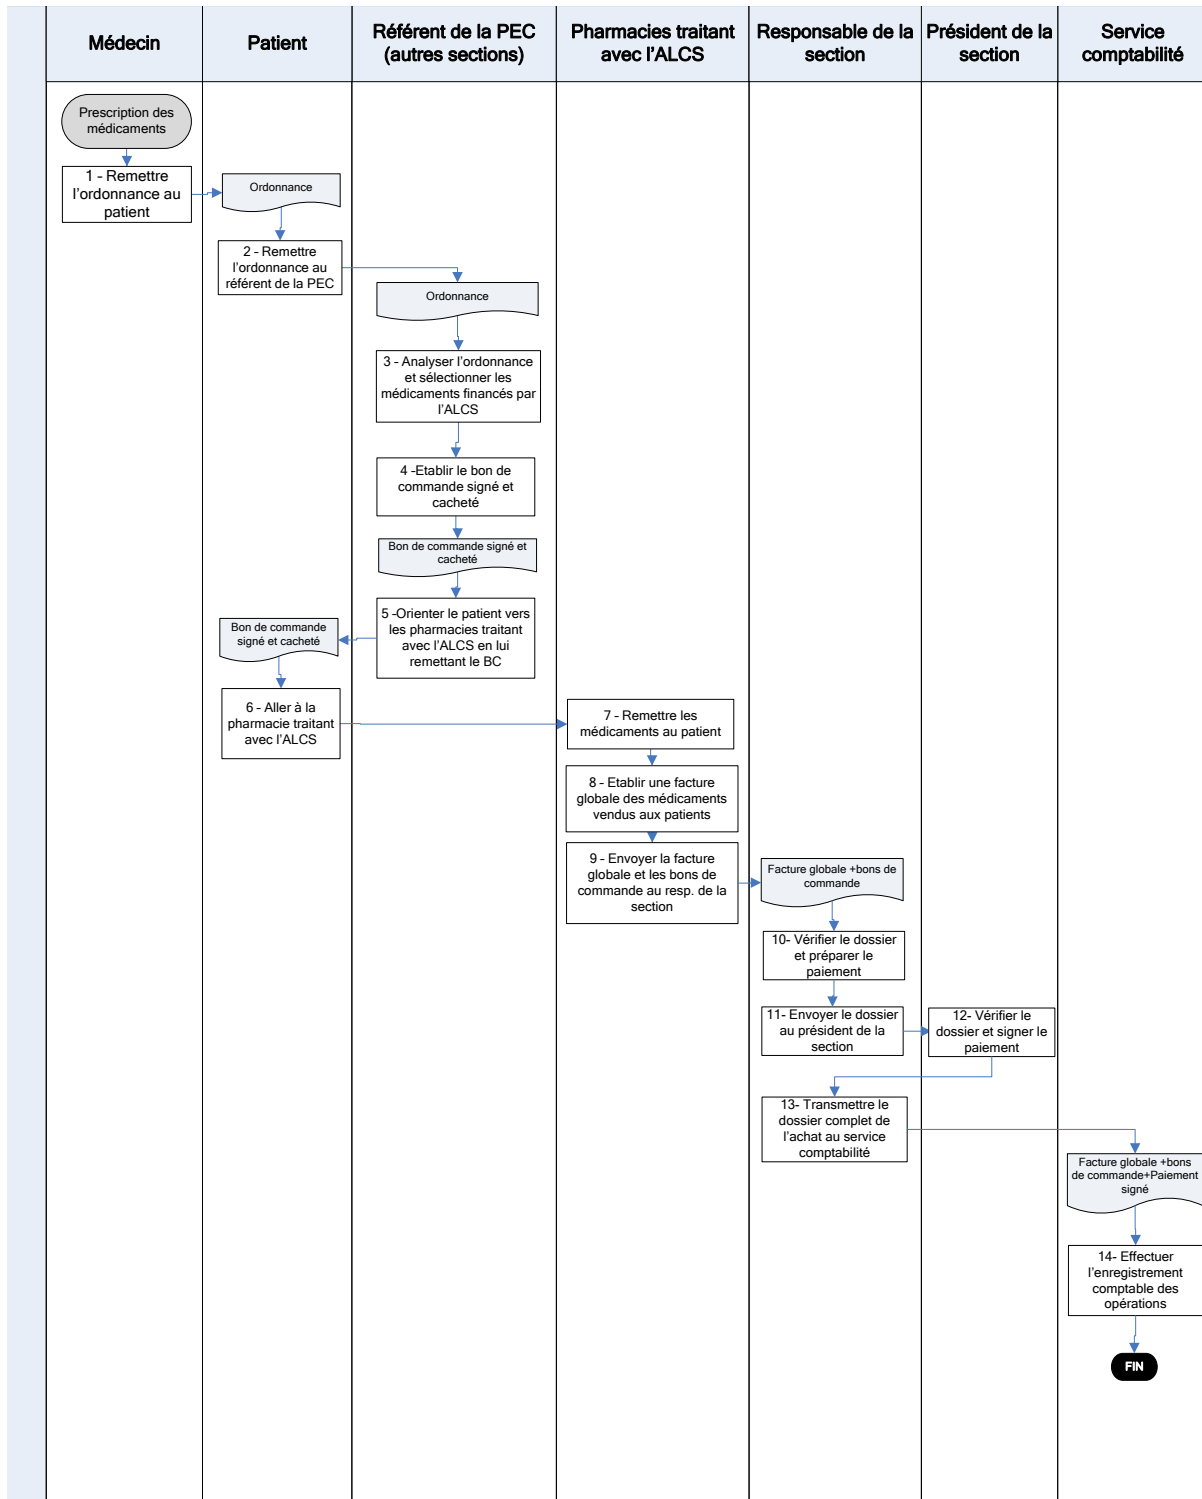 Médecin
Patient
Référent de la PEC
(autres sections)
Pharmacies traitant
avec l’ALCS
Responsable de la
section
Président de la
section
Service
comptabilité
Prescription des
médicaments
1 - Remettre
l’ordonnance au
patient
Ordonnance
2 - Remettre
l’ordonnance au
référent de la PEC
Ordonnance
3 - Analyser l’ordonnance
et sélectionner les
médicaments financés par
l’ALCS
4 -Etablir le bon de
commande signé et
cacheté
Bon de commande signé et
cacheté
5 -Orienter le patient vers
les pharmacies traitant
avec l’ALCS en lui
remettant le BC
Bon de commande
signé et cacheté
6 - Aller à la
pharmacie traitant
avec l’ALCS
7 - Remettre les
médicaments au patient
8 - Etablir une facture
globale des médicaments
vendus aux patients
9 - Envoyer la facture
globale et les bons de
commande au resp. de la
section
Facture globale +bons de
commande
10- Vérifier le dossier
et préparer le
paiement
11- Envoyer le dossier
au président de la
section
12- Vérifier le
dossier et signer le
paiement
13- Transmettre le
dossier complet de
l’achat au service
comptabilité
Facture globale +bons
de commande+Paiement
signé
14- Effectuer
l’enregistrement
comptable des
opérations
FIN